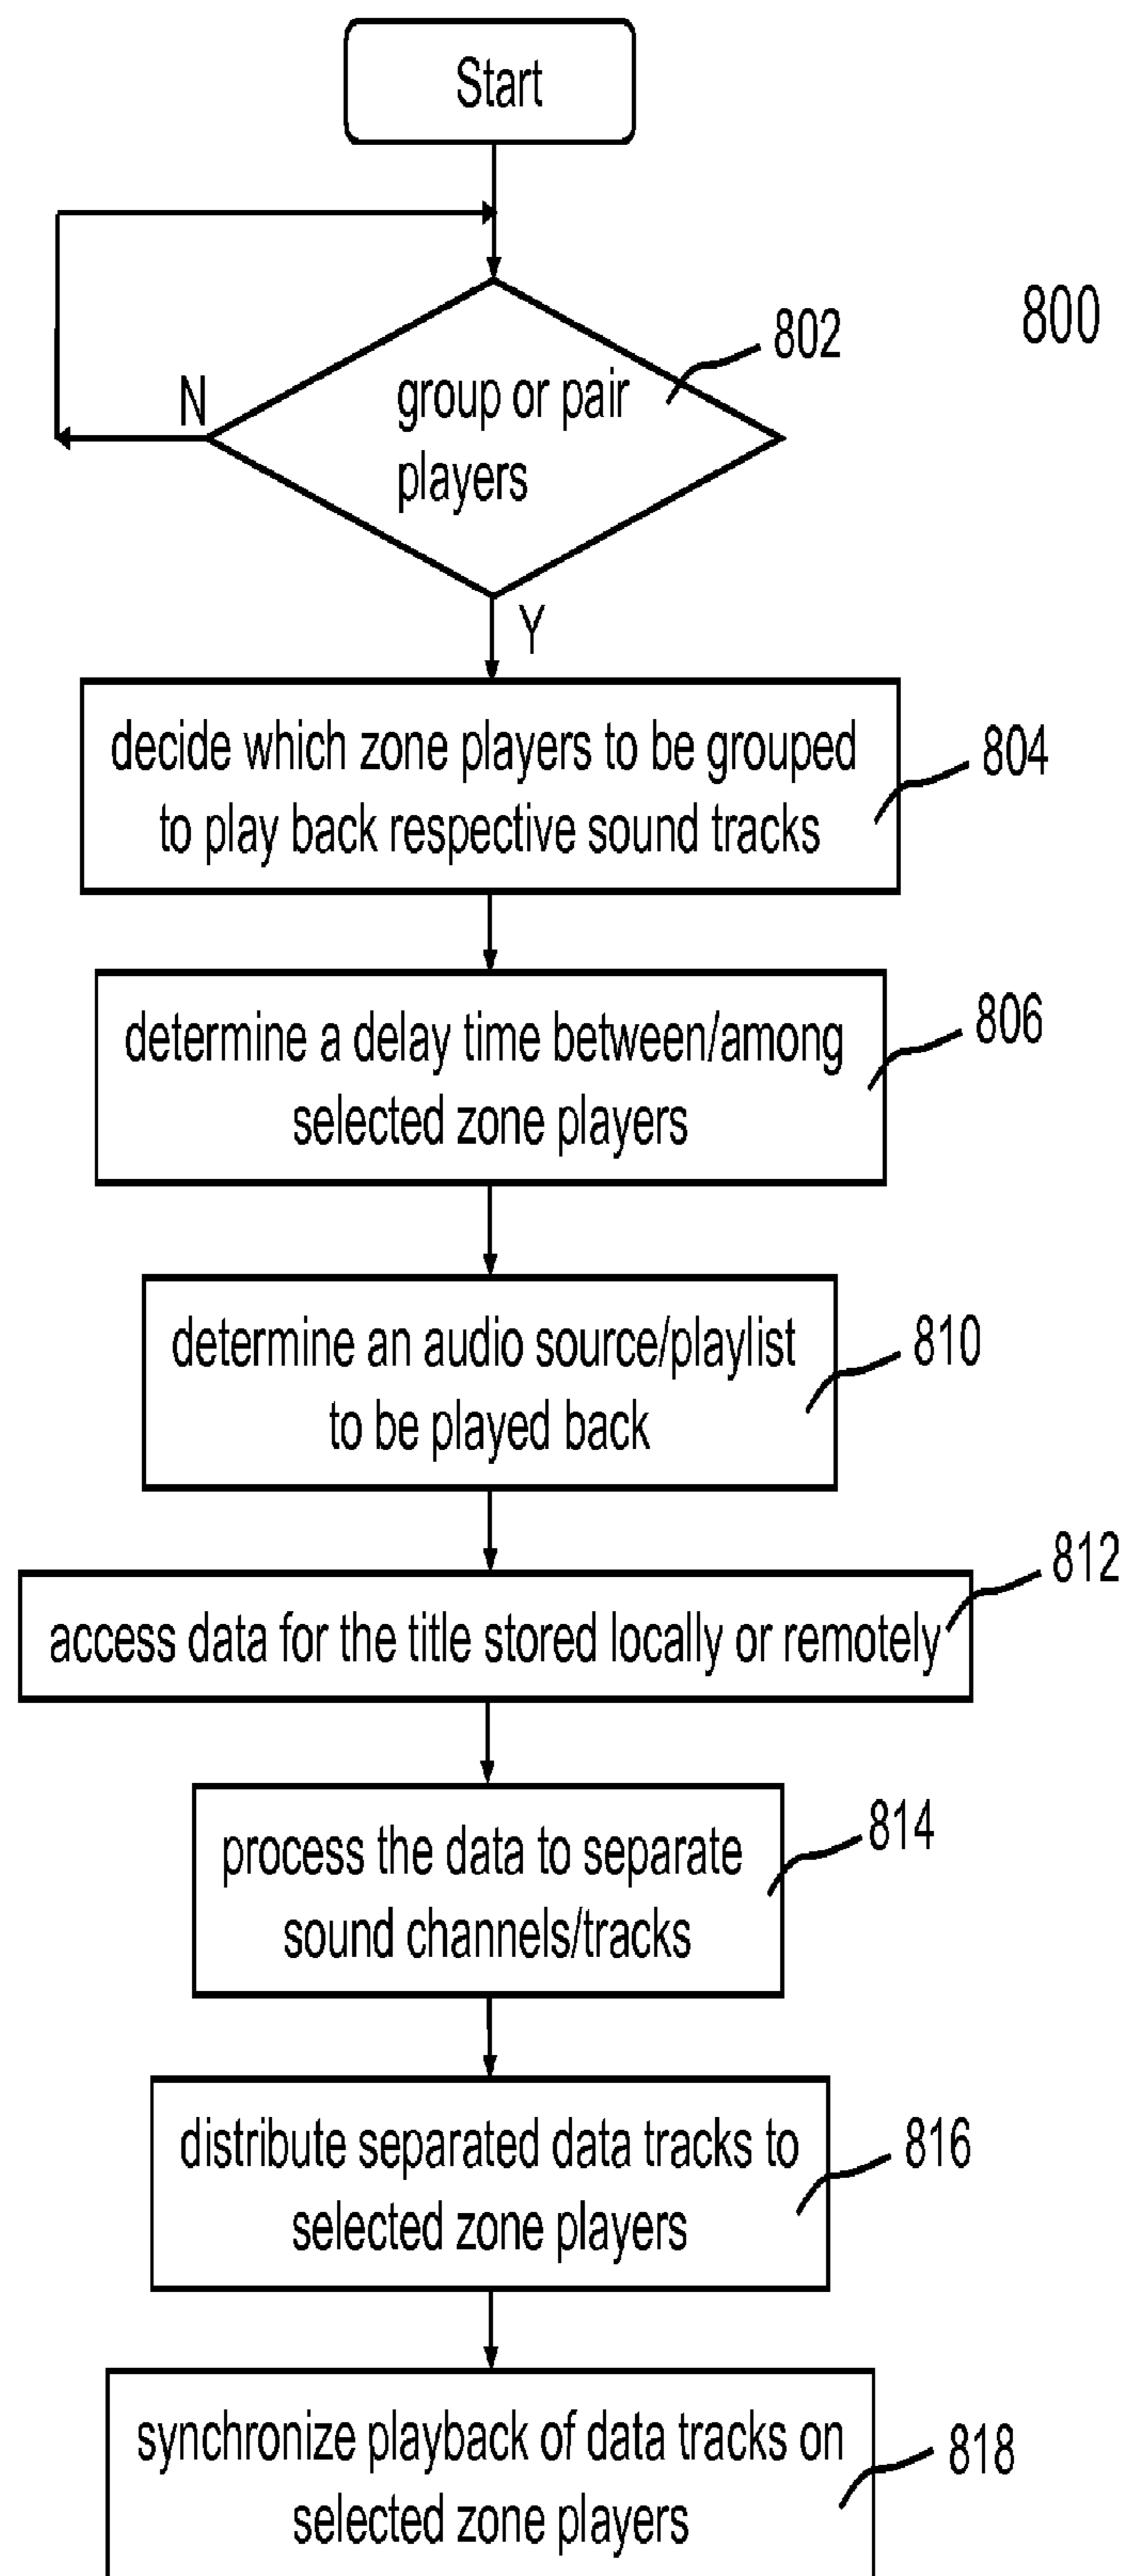 Start
800
802
group or pair
players
N
Y
decide which zone players to be grouped
to play back respective sound tracks
804
determine a delay time between/among
selected zone players
806
determine an audio source/playlist
to be played back
810
access data for the title stored locally or remotely
812
process the data to separate
sound channels/tracks
814
distribute separated data tracks to
selected zone players
816
synchronize playback of data tracks on
selected zone players
818